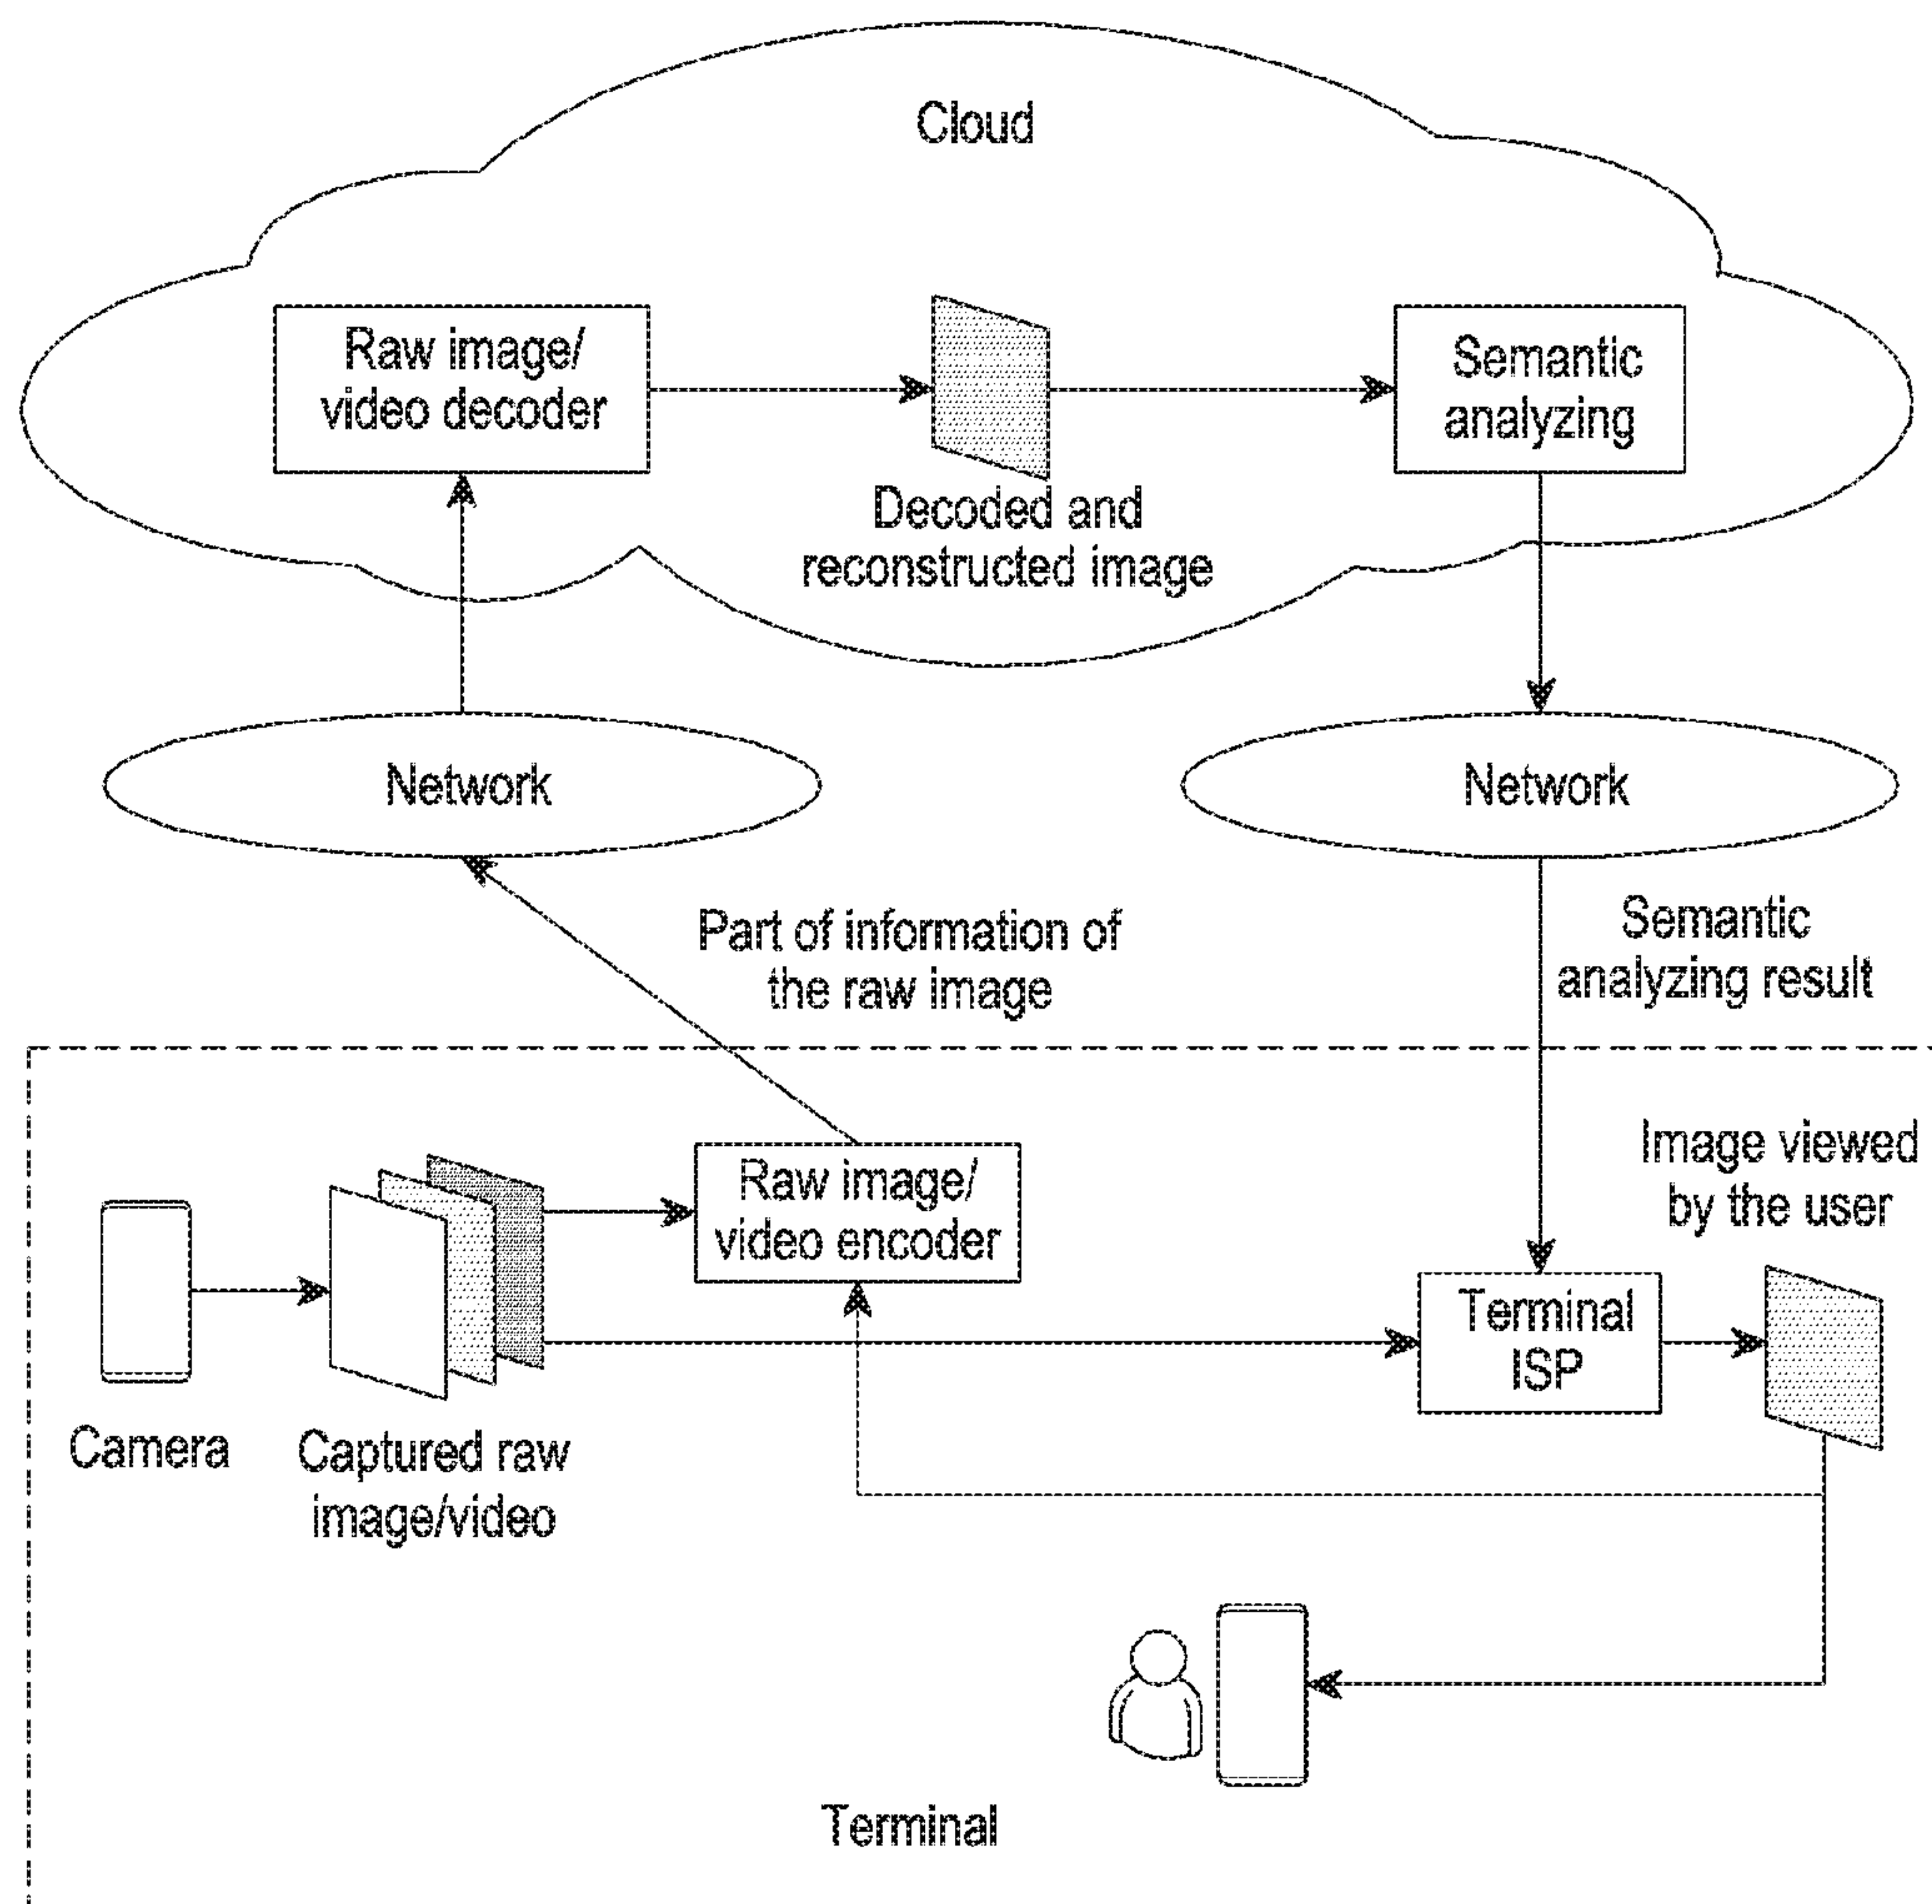 Cloud
Raw image/
video decoder
Semantic
analyzing
Decoded and
reconstructed image
Network
Network
Part of information of
the raw image
Semantic
analyzing result
Raw image/
video encoder
Image viewed
by the user
Terminal
ISP
Camera
Captured raw
image/video
Terminal